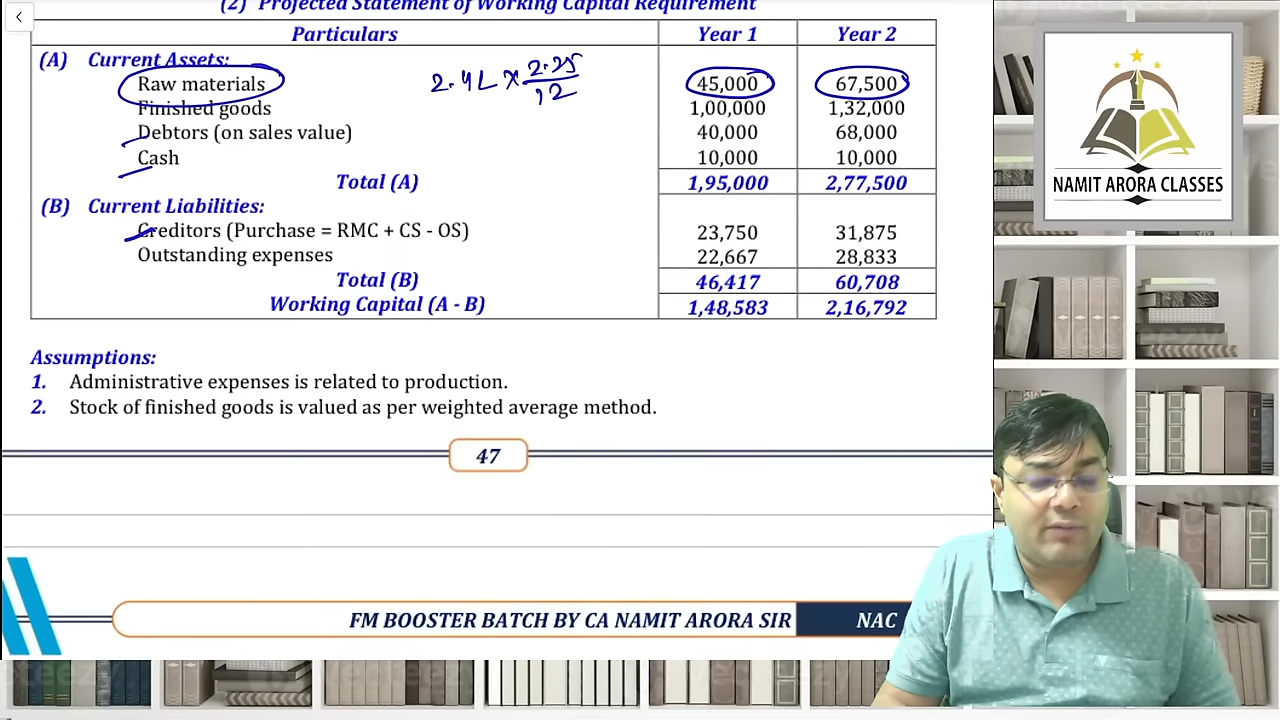 (2) Projected Statement of Working Capital Requirement
Particulars Year 1 Year 2
(A) Current Assets:
Raw materials 2.4L × 2.25/12 45,000 67,500
Finished goods 1,00,000 1,32,000
Debtors (on sales value) 40,000 68,000
Cash 10,000 10,000
Total (A) 1,95,000 2,77,500
(B) Current Liabilities:
Creditors (Purchase = RMC + CS - OS) 23,750 31,875
Outstanding expenses 22,667 28,833
Total (B) 46,417 60,708
Working Capital (A - B) 1,48,583 2,16,792
Assumptions:
1. Administrative expenses is related to production.
2. Stock of finished goods is valued as per weighted average method.
47
FM BOOSTER BATCH BY CA NAMIT ARORA SIR NAC
NAMIT ARORA CLASSES